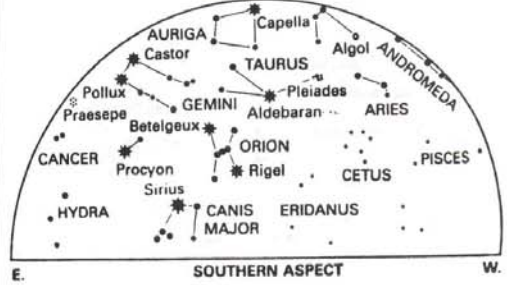 Capella
AURIGA
Castor
Algol
ANDROMEDA
TAURUS
Pollux
Pleiades
Praesepe
GEMINI
Aldebaran
ARIES
Betelgeux
ORION
CANCER
PISCES
Procyon
Rigel
CETUS
Sirius
HYDRA
CANIS
MAJOR
ERIDANUS
E.
SOUTHERN ASPECT
W.